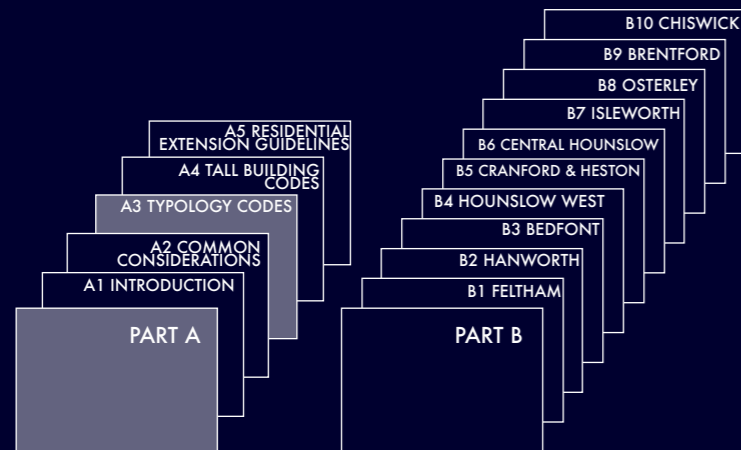 A5 RESIDENTIAL
EXTENSION GUIDELINES
A4 TALL BUILDING
CODES
A3 TYPOLOGY CODES
A2 COMMON
CONSIDERATIONS
A1 INTRODUCTION
PART A
B10 CHISWICK
B9 BRENTFORD
B8 OSTERLEY
B7 ISLEWORTH
B6 CENTRAL HOUNSLOW
B5 CRANFORD & HESTON
B4 HOUNSLOW WEST
B3 BEDFONT
B2 HANWORTH
B1 FELTHAM
PART B